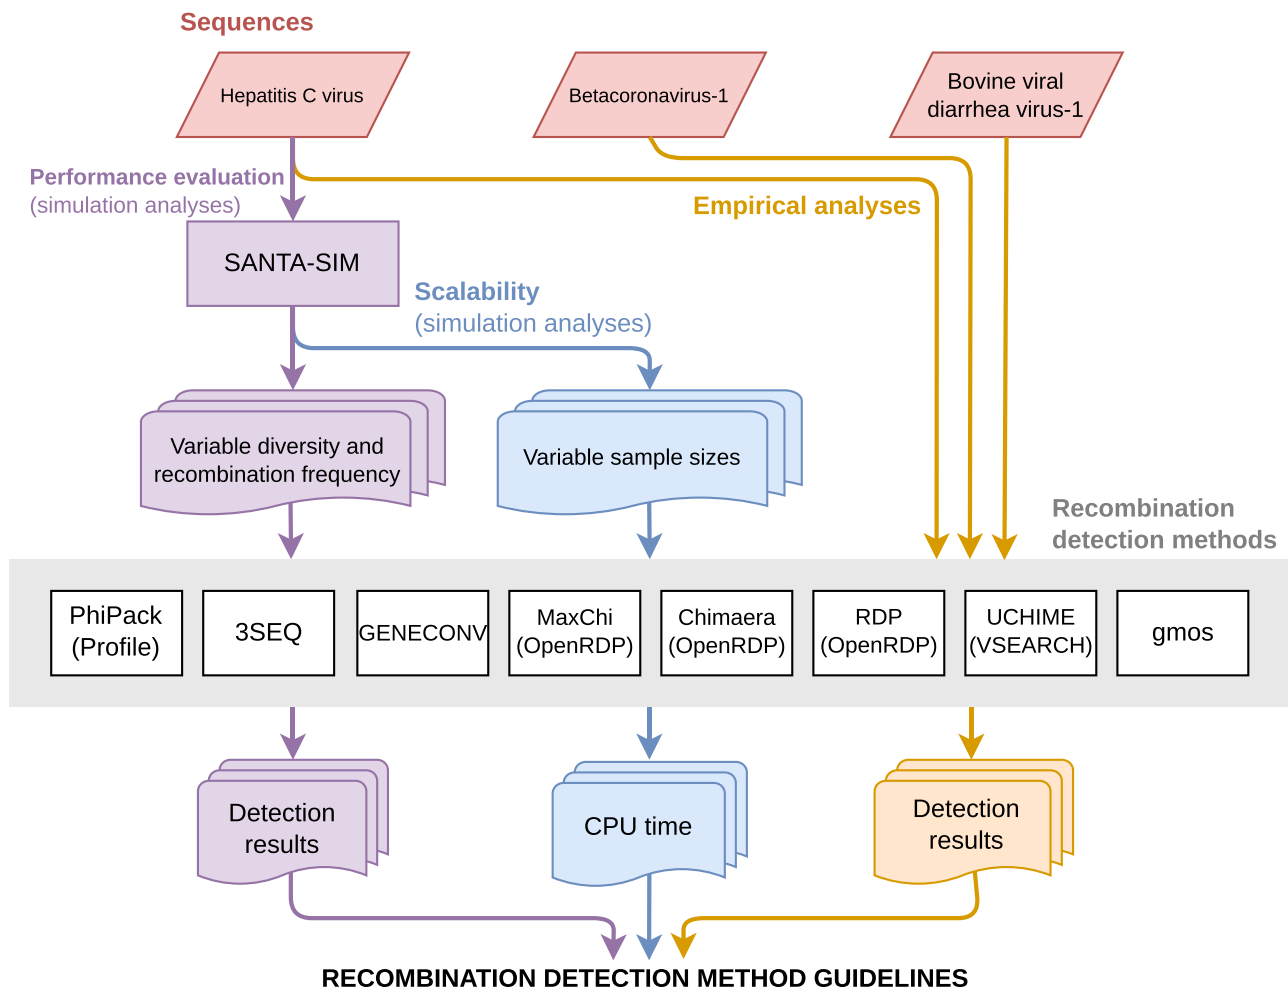 Sequences
Hepatitis C virus
Betacoronavirus-1
Bovine viral
diarrhea virus-1
Performance evaluation
(simulation analyses)
Empirical analyses
SANTA-SIM
Scalability
(simulation analyses)
Variable diversity and
recombination frequency
Variable sample sizes
Recombination
detection methods
PhiPack
(Profile)
3SEQ
GENECONV
MaxChi
(OpenRDP)
Chimaera
(OpenRDP)
RDP
(OpenRDP)
UCHIME
(VSEARCH)
gmos
Detection
results
CPU time
Detection
results
RECOMBINATION DETECTION METHOD GUIDELINES